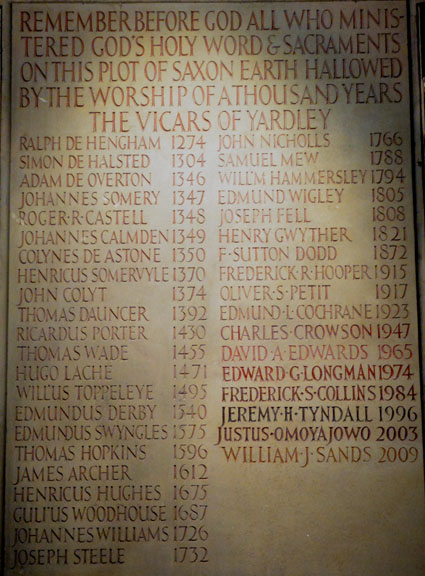 REMEMBER BEFORE GOD ALL WHO MINIS-
TERED GOD'S HOLY WORD & SACRAMENTS
ON THIS PLOT OF SAXON EARTH HALLOWED
BY THE WORSHIP OF A THOUSAND YEARS
THE VICARS OF YARDLEY
RALPH DE HENGHAM 1274
SIMON DE HALSTED 1304
ADAM DE OVERTON 1346
JOHANNES SOMERY 1347
ROGER·R·CASTELL 1348
JOHANNES CALMDEN 1349
COLYNES DE ASTONE 1350
HENRICUS SOMERVYLE 1370
JOHN COLYT 1374
THOMAS DAUNCER 1392
RICARDUS PORTER 1430
THOMAS WADE 1455
HUGO LACHE 1471
WILL'US TOPPELEYE 1495
EDMUNDUS DERBY 1540
EDMUNDUS SWYNGLES 1575
THOMAS HOPKINS 1596
JAMES ARCHER 1612
HENRICUS HUGHES 1675
GULI'US WOODHOUSE 1687
JOHANNES WILLIAMS 1726
JOSEPH STEELE 1732
JOHN NICHOLLS 1766
SAMUEL MEW 1788
WILL'M HAMMERSLEY 1794
EDMUND WIGLEY 1805
JOSEPH FELL 1808
HENRY GWYTHER 1821
F·SUTTON DODD 1872
FREDERICK·R·HOOPER 1915
OLIVER·S·PETIT 1917
EDMUND·L·COCHRANE 1923
CHARLES·CROWSON 1947
DAVID·A·EDWARDS 1965
EDWARD·G·LONGMAN 1974
FREDERICK·S·COLLINS 1984
JEREMY·H·TYNDALL 1996
JUSTUS·OMOYAJOWO 2003
WILLIAM·J·SANDS 2009